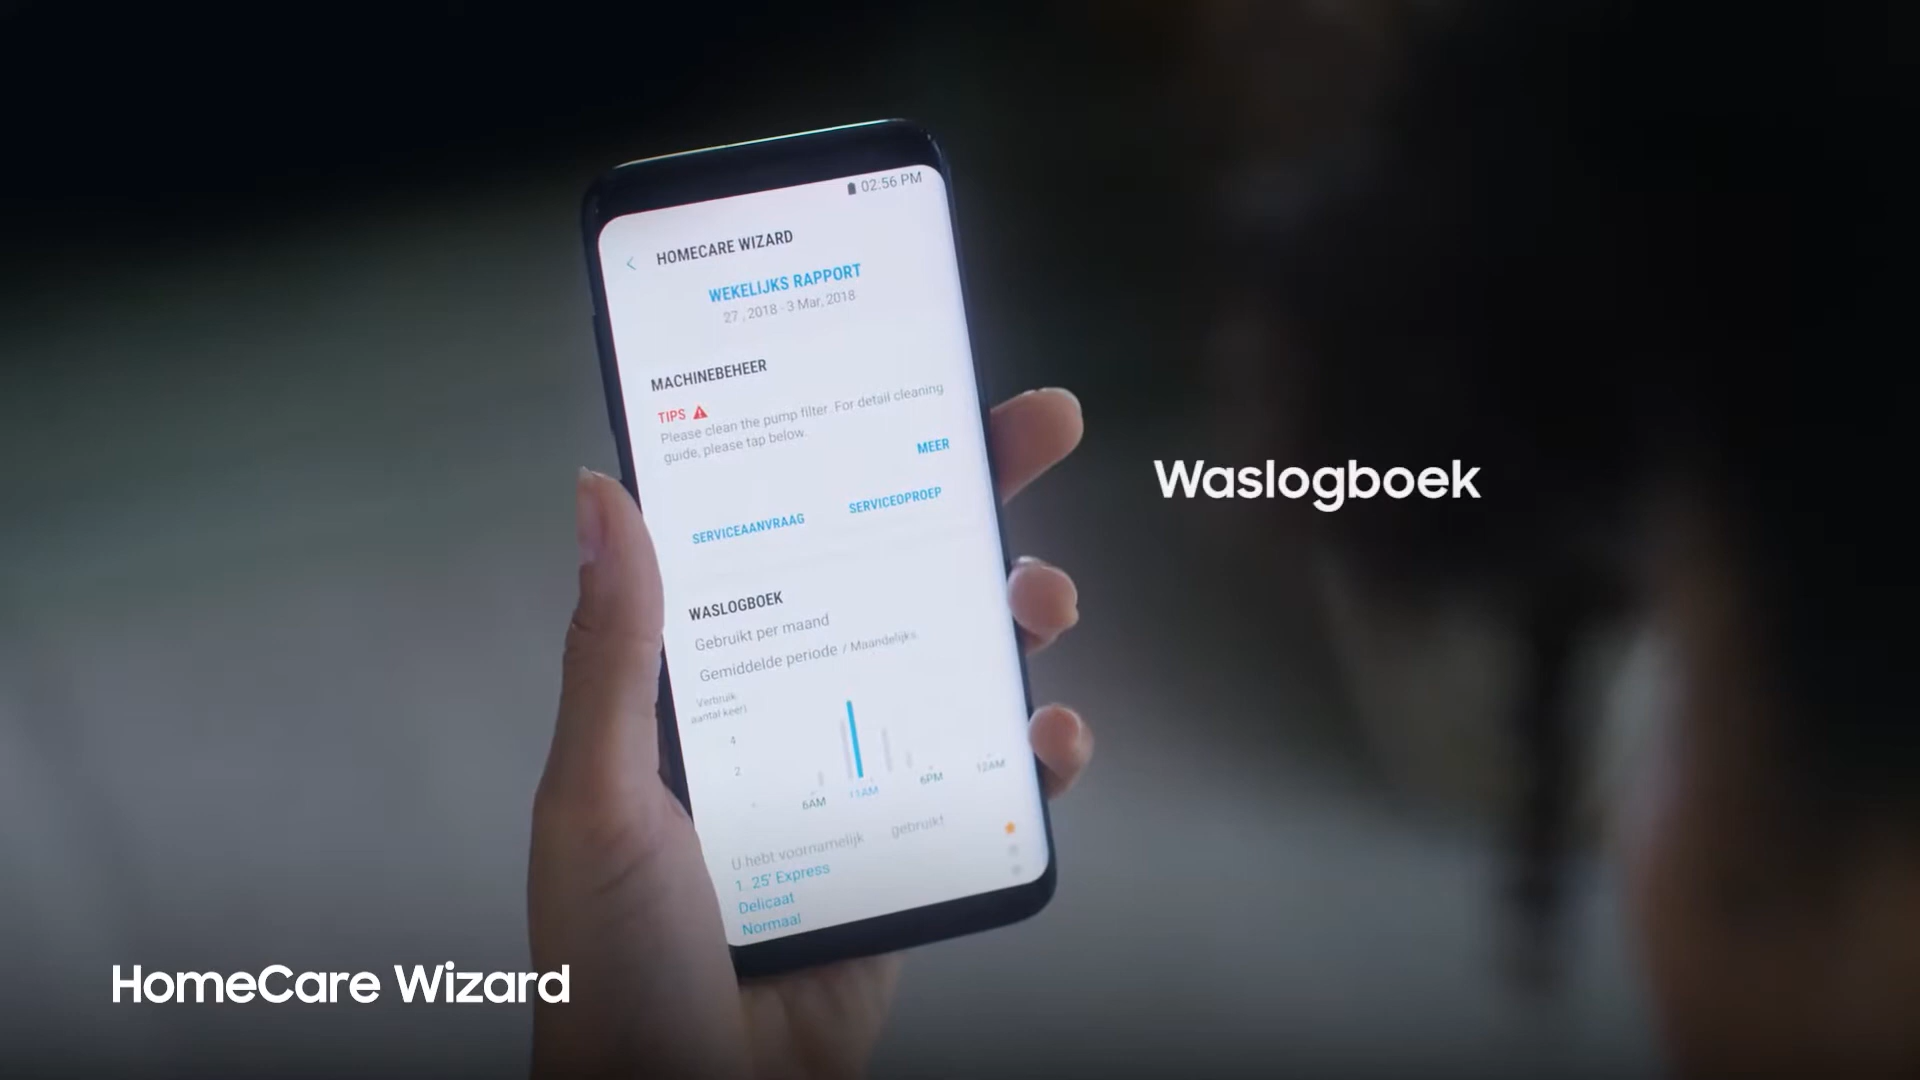 02:56 PM
HOMECARE WIZARD
WEKELIJKS RAPPORT
27 , 2018 - 3 Mar, 2018
MACHINEBEHEER
TIPS
Please clean the pump filter. For detail cleaning
guide, please tap below.
MEER
SERVICEAANVRAAG SERVICEOPROEP
WASLOGBOEK
Gebruikt per maand
Gemiddelde periode / Maandelijks
Verbruik
aantal keer)
4
2
6AM 11AM 6PM 12AM
U hebt voornamelijk gebruikt
1. 25' Express
Delicaat
Normaal
Waslogboek
HomeCare Wizard